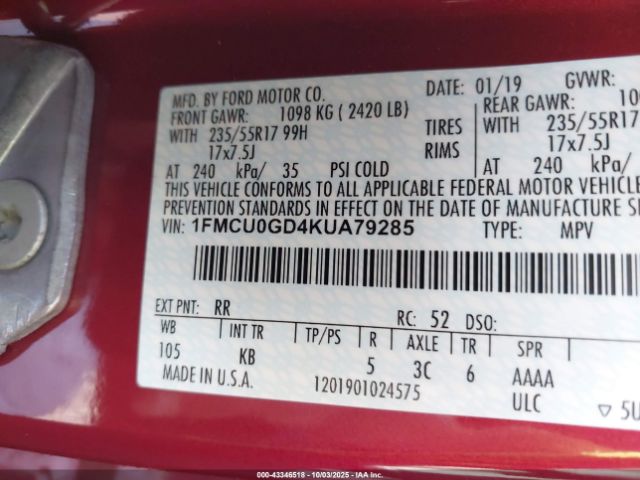 MFD. BY FORD MOTOR CO.
DATE: 01/19 GVWR:
FRONT GAWR: 1098 KG ( 2420 LB) REAR GAWR:
WITH 235/55R17 99H TIRES WITH 235/55R17
17x7.5J RIMS 17x7.5J
AT 240 kPa/ 35 PSI COLD AT 240 kPa/
THIS VEHICLE CONFORMS TO ALL APPLICABLE FEDERAL MOTOR VEHICLE
PREVENTION STANDARDS IN EFFECT ON THE DATE OF MANUFACTURE
VIN: 1FMCU0GD4KUA79285 TYPE: MPV
EXT PNT: RR RC: 52 DSO:
WB INT TR TP/PS R AXLE TR SPR
105 KB 5 3C 6 AAAA
MADE IN U.S.A. 1201901024575 ULC ▽ 5U
000-43346518 - 10/03/2025 - IAAI.COM